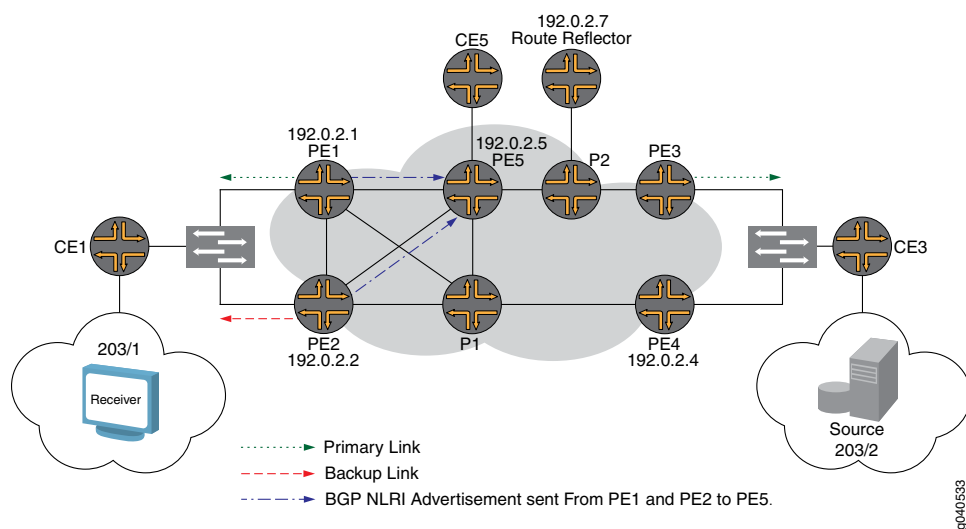 192.0.2.7
CE5
Route Reflector
192.0.2.1
PE1
192.0.2.5
PE5
P2
PE3
CE1
CE3
PE2
192.0.2.2
P1
PE4
192.0.2.4
203/1
Receiver
Source
203/2
Primary Link
Backup Link
BGP NLRI Advertisement sent From PE1 and PE2 to PE5.
g040533